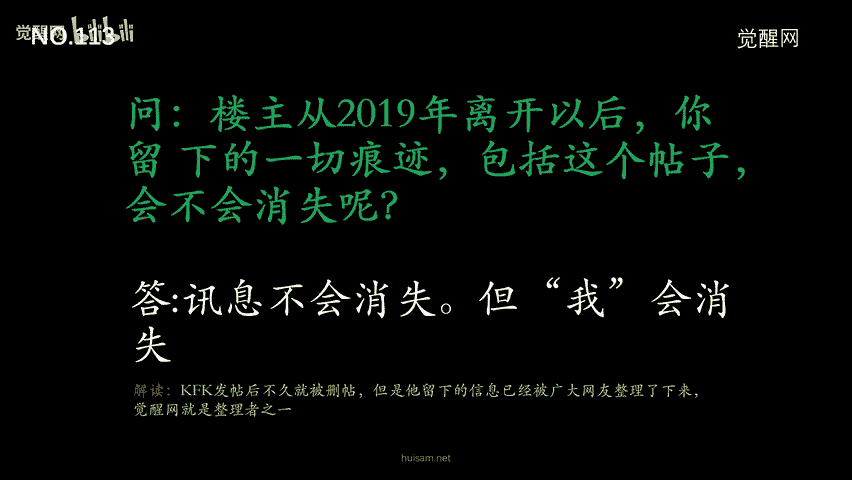 觉醒网 bilibili
NO.113
觉醒网
问：楼主从2019年离开以后，你
留 下的一切痕迹，包括这个帖子，
会不会消失呢？
答:讯息不会消失。但“我”会消
失
解读：KFK发帖后不久就被删帖，但是他留下的信息已经被广大网友整理了下来，
觉醒网就是整理者之一
huisam.net